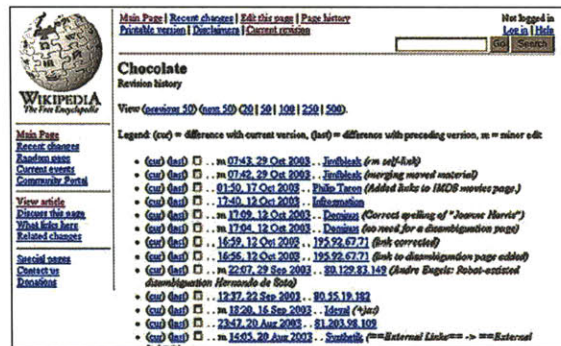 Main Page | Recent changes | Edit this page | Page history
Printable version | Disclaimers | Current revision
Not logged in
Log in | Help
Go Search
WIKIPEDIA
The Free Encyclopedia
Main Page
Recent changes
Random page
Current events
Community Portal
View article
Discuss this page
What links here
Related changes
Special pages
Contact us
Donations
Chocolate
Revision history
View (previous 50) (next 50) (20 | 50 | 100 | 250 | 500).
Legend: (cur) = difference with current version, (last) = difference with preceding version, m = minor edit
(cur) (last) . . m 07:43, 29 Oct 2003 . . Jimfbleak (rm self-link)
(cur) (last) . . m 07:42, 29 Oct 2003 . . Jimfbleak (merging moved material)
(cur) (last) . . 01:50, 17 Oct 2003 . . Philip Taron (Added links to IMDB movies page.)
(cur) (last) . . 17:40, 12 Oct 2003 . . Infrogmation
(cur) (last) . . m 17:09, 12 Oct 2003 . . Dominus (Correct spelling of "Joanne Harris")
(cur) (last) . . m 17:04, 12 Oct 2003 . . Dominus (no need for a disambiguation page)
(cur) (last) . . 16:59, 12 Oct 2003 . . 195.92.67.71 (link corrected)
(cur) (last) . . 16:56, 12 Oct 2003 . . 195.92.67.71 (link to disambiguation page added)
(cur) (last) . . m 22:07, 29 Sep 2003 . . 80.129.83.149 (Andre Engels: Robot-assisted
disambiguation Hernando de Soto)
(cur) (last) . . 12:37, 22 Sep 2003 . . 80.55.19.182
(cur) (last) . . m 18:20, 16 Sep 2003 . . Ideyal (+ja:)
(cur) (last) . . 23:47, 20 Aug 2003 . . 81.203.98.109
(cur) (last) . . m 14:05, 20 Aug 2003 . . Synthetik (==External Links== -> ==External